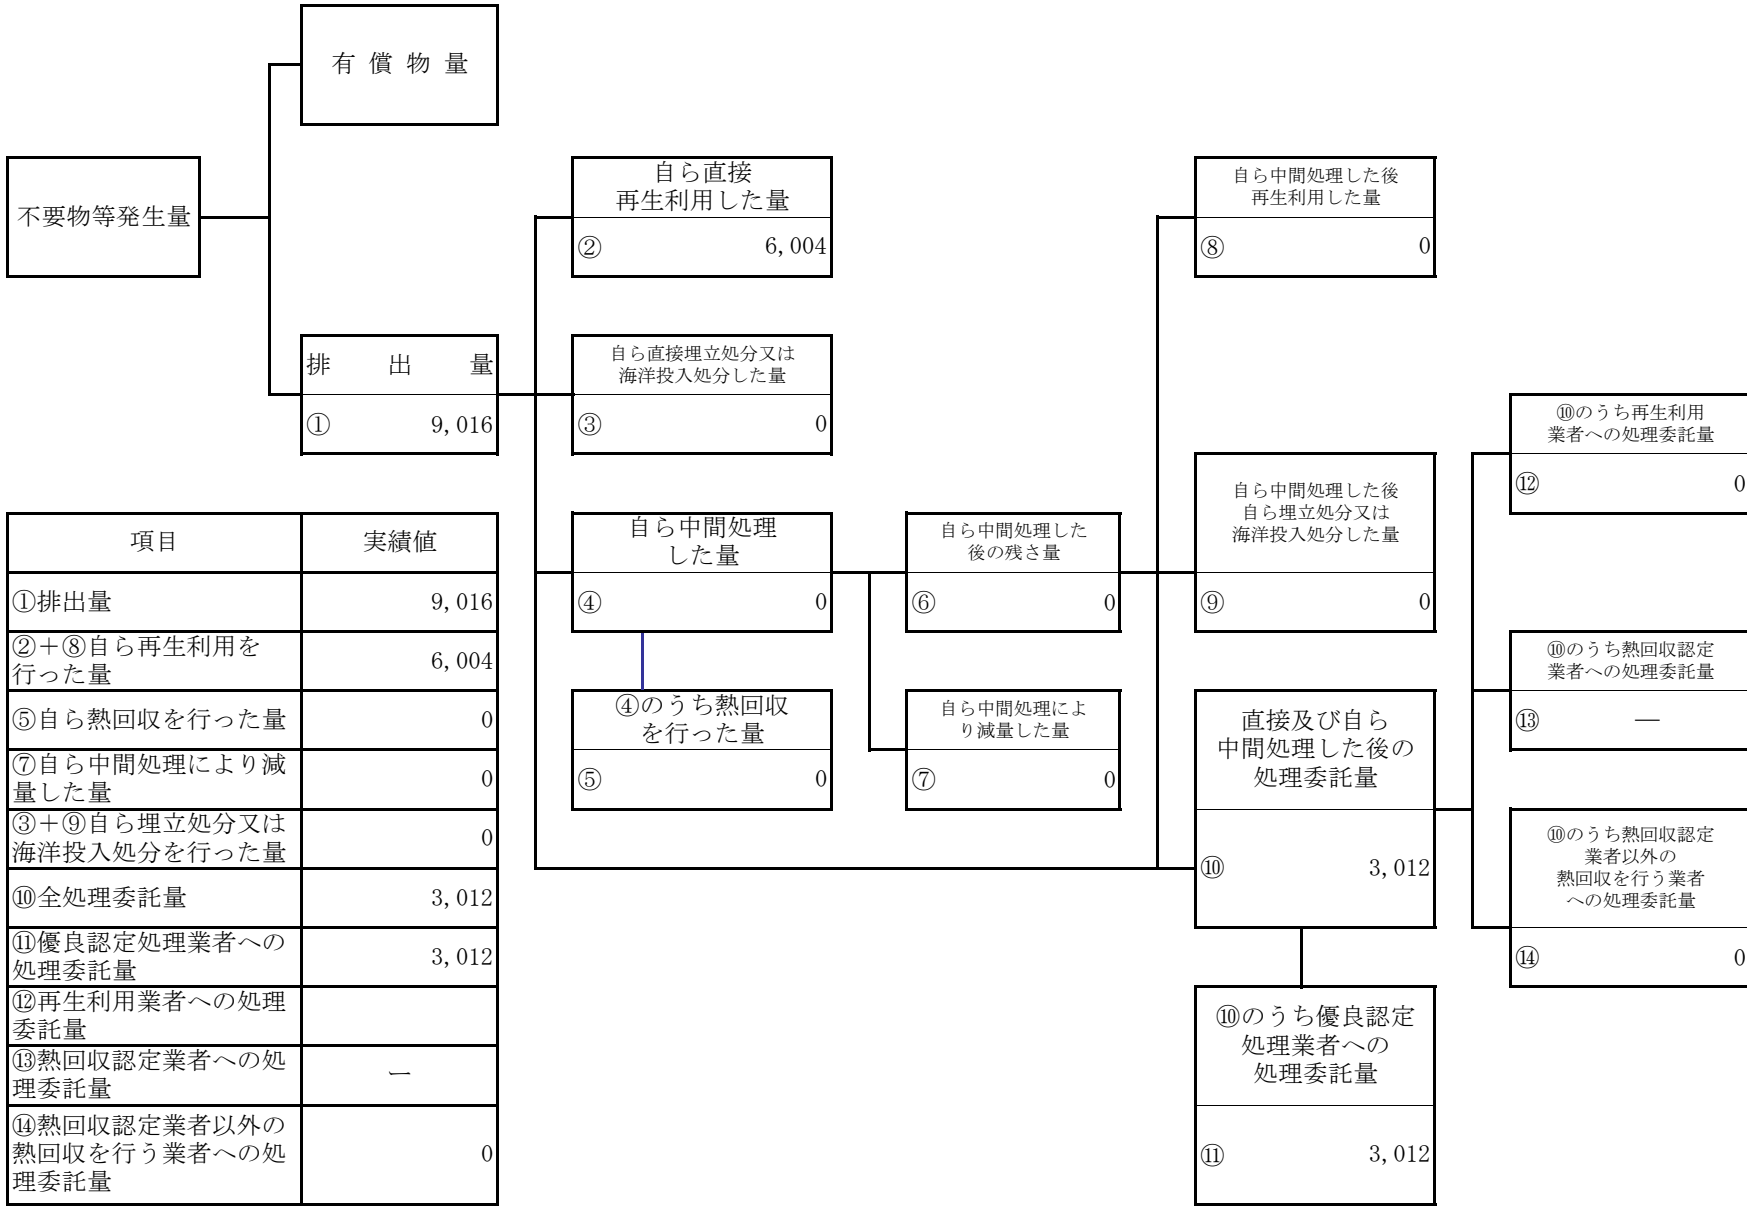 有償物量
不要物等発生量
自ら直接
再生利用した量
② 6,004
自ら中間処理した後
再生利用した量
⑧ 0
排出量
① 9,016
自ら直接埋立処分又は
海洋投入処分した量
③ 0
⑩のうち再生利用
業者への処理委託量
⑫ 0
自ら中間処理
した量
④ 0
自ら中間処理した
後の残さ量
⑥ 0
自ら中間処理した後
自ら埋立処分又は
海洋投入処分した量
⑨ 0
⑩のうち熱回収認定
業者への処理委託量
⑬ ―
④のうち熱回収
を行った量
⑤ 0
自ら中間処理によ
り減量した量
⑦ 0
直接及び自ら
中間処理した後の
処理委託量
⑩ 3,012
⑩のうち熱回収認定
業者以外の
熱回収を行う業者
への処理委託量
⑭ 0
⑩のうち優良認定
処理業者への
処理委託量
⑪ 3,012
項目 実績値
①排出量 9,016
②＋⑧自ら再生利用を
行った量 6,004
⑤自ら熱回収を行った量 0
⑦自ら中間処理により減
量した量 0
③＋⑨自ら埋立処分又は
海洋投入処分を行った量 0
⑩全処理委託量 3,012
⑪優良認定処理業者への
処理委託量 3,012
⑫再生利用業者への処理
委託量
⑬熱回収認定業者への処
理委託量 ー
⑭熱回収認定業者以外の
熱回収を行う業者への処
理委託量 0